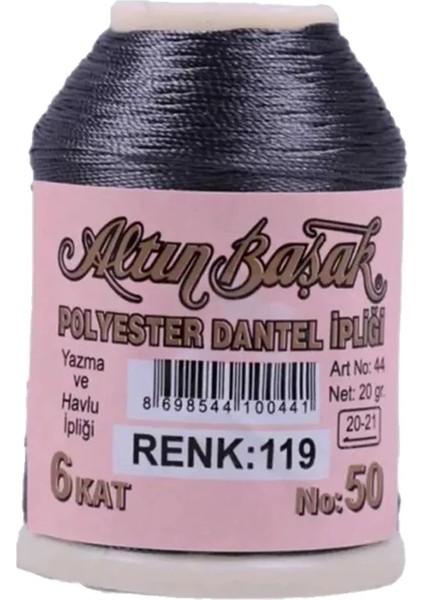 Altın Başak
POLYESTER DANTEL İPLİĞİ
Yazma
ve
Havlu
İpliği
8 698544 100441
Art No: 44
Net: 20 gr.
20-21
RENK:119
6 KAT
No:50